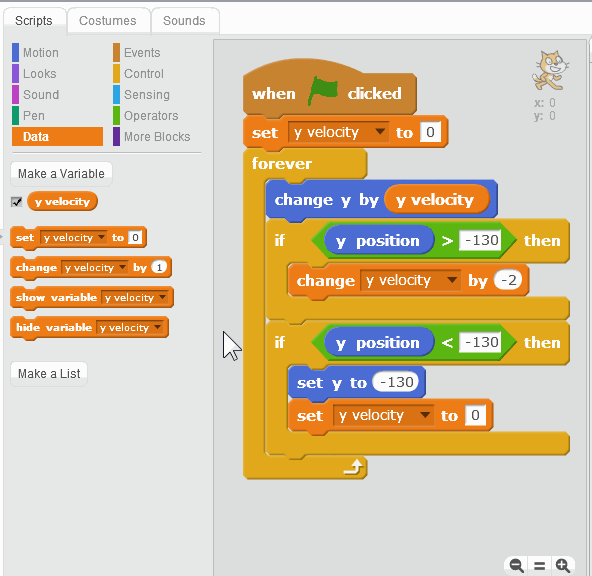 Scripts Costumes Sounds
Motion Events
Looks Control
Sound Sensing
Pen Operators
Data More Blocks
Make a Variable
y velocity
set y velocity to 0
change y velocity by 1
show variable y velocity
hide variable y velocity
Make a List
when clicked
set y velocity to 0
forever
change y by y velocity
if y position > -130 then
change y velocity by -2
if y position < -130 then
set y to -130
set y velocity to 0
x: 0
y: 0